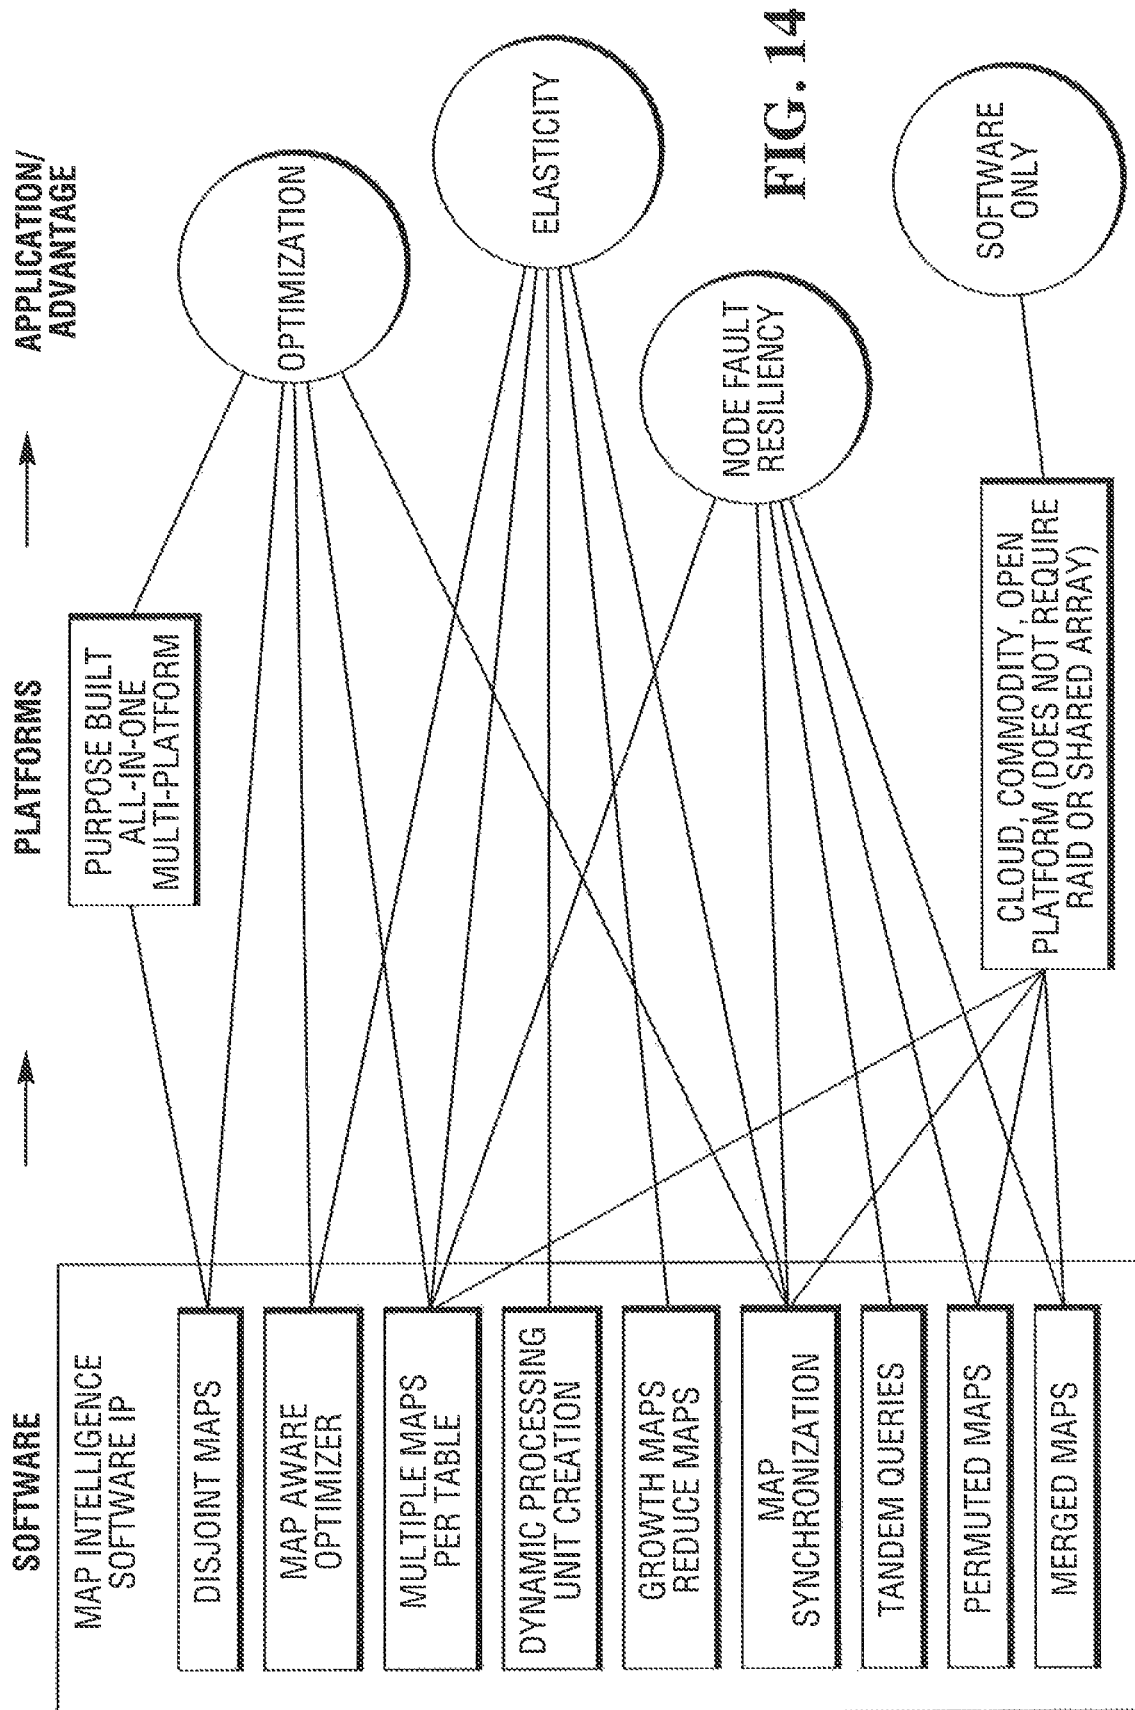 SOFTWARE
PLATFORMS
APPLICATION/
ADVANTAGE
MAP INTELLIGENCE
SOFTWARE IP
DISJOINT MAPS
MAP AWARE
OPTIMIZER
MULTIPLE MAPS
PER TABLE
DYNAMIC PROCESSING
UNIT CREATION
GROWTH MAPS
REDUCE MAPS
MAP
SYNCHRONIZATION
TANDEM QUERIES
PERMUTED MAPS
MERGED MAPS
PURPOSE BUILT
ALL-IN-ONE
MULTI-PLATFORM
CLOUD, COMMODITY, OPEN
PLATFORM (DOES NOT REQUIRE
RAID OR SHARED ARRAY)
OPTIMIZATION
ELASTICITY
NODE FAULT
RESILIENCY
SOFTWARE
ONLY
FIG. 14